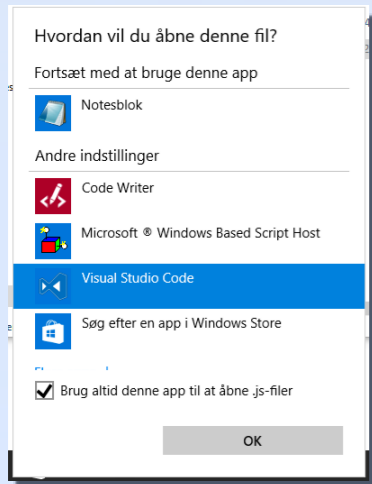 Hvordan vil du åbne denne fil?
Fortsæt med at bruge denne app
Notesblok
Andre indstillinger
Code Writer
Microsoft ® Windows Based Script Host
Visual Studio Code
Søg efter en app i Windows Store
Brug altid denne app til at åbne .js-filer
OK